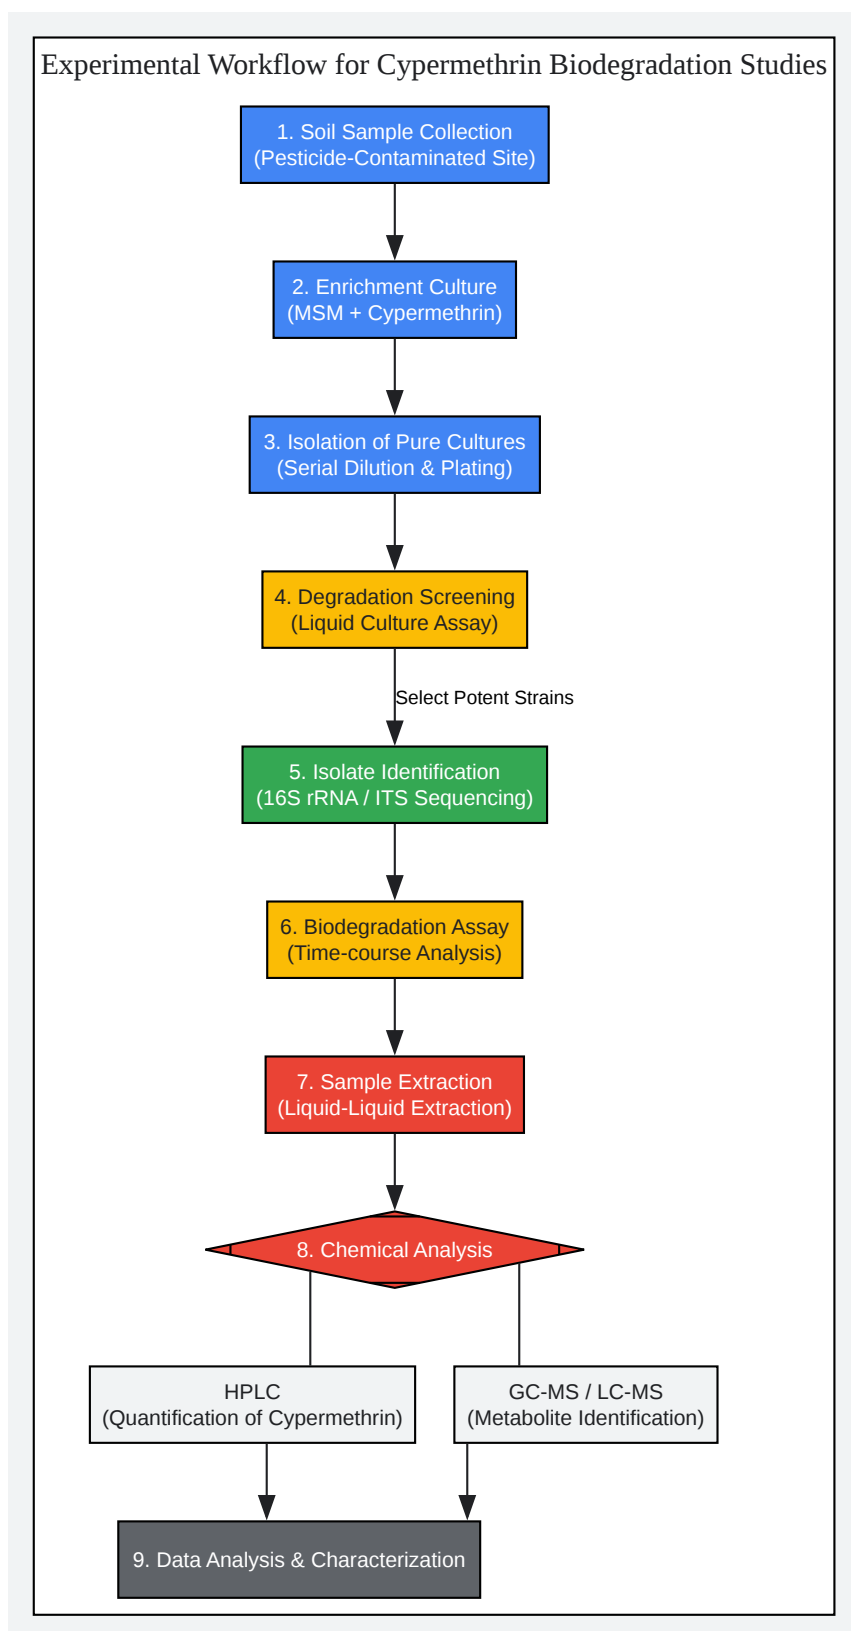 Experimental Workflow for Cypermethrin Biodegradation Studies
1. Soil Sample Collection
(Pesticide-Contaminated Site)
2. Enrichment Culture
(MSM + Cypermethrin)
3. Isolation of Pure Cultures
(Serial Dilution & Plating)
4. Degradation Screening
(Liquid Culture Assay)
Select Potent Strains
5. Isolate Identification
(16S rRNA / ITS Sequencing)
6. Biodegradation Assay
(Time-course Analysis)
7. Sample Extraction
(Liquid-Liquid Extraction)
8. Chemical Analysis
HPLC
(Quantification of Cypermethrin)
GC-MS / LC-MS
(Metabolite Identification)
9. Data Analysis & Characterization